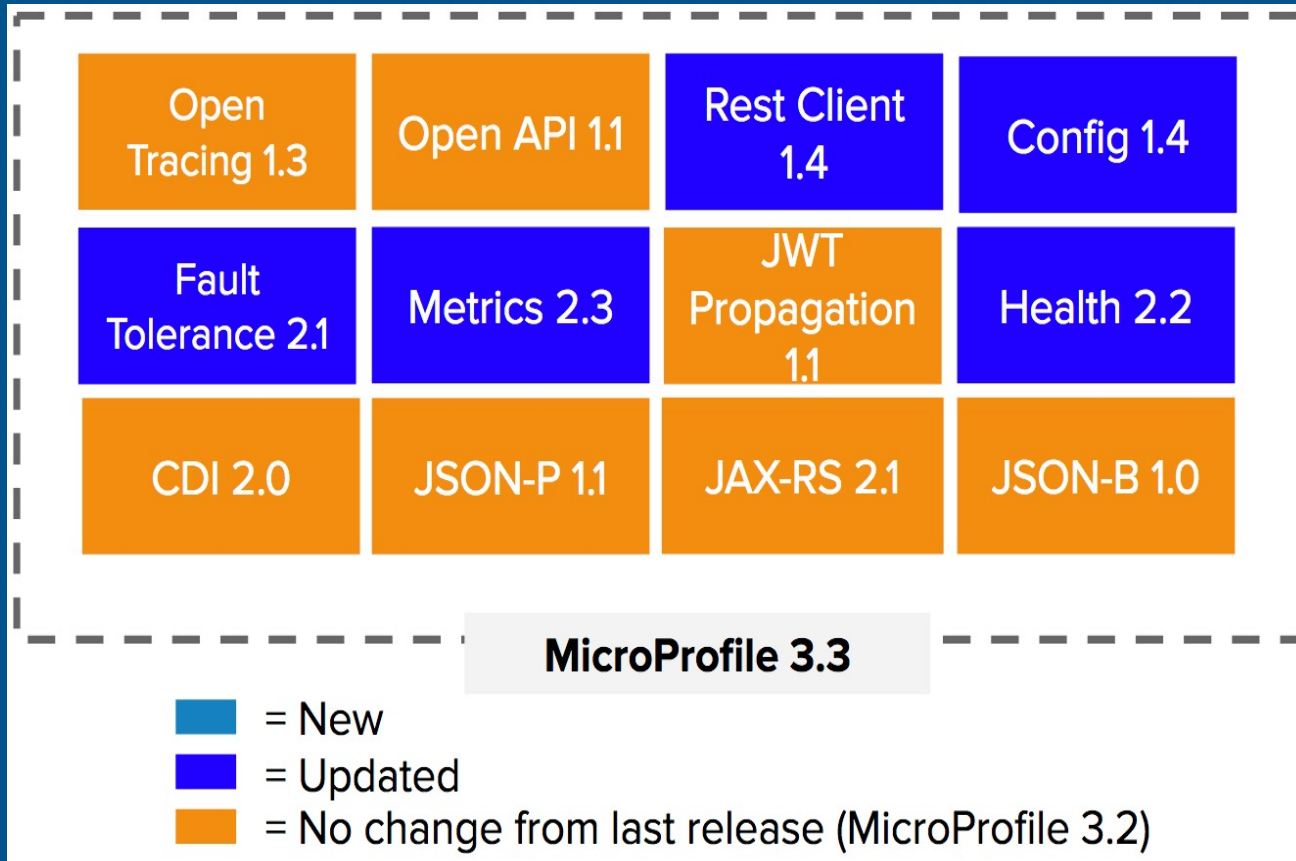 Open
Tracing 1.3
Open API 1.1
Rest Client
1.4
Config 1.4
Fault
Tolerance 2.1
Metrics 2.3
JWT
Propagation
1.1
Health 2.2
CDI 2.0
JSON-P 1.1
JAX-RS 2.1
JSON-B 1.0
MicroProfile 3.3
= New
= Updated
= No change from last release (MicroProfile 3.2)